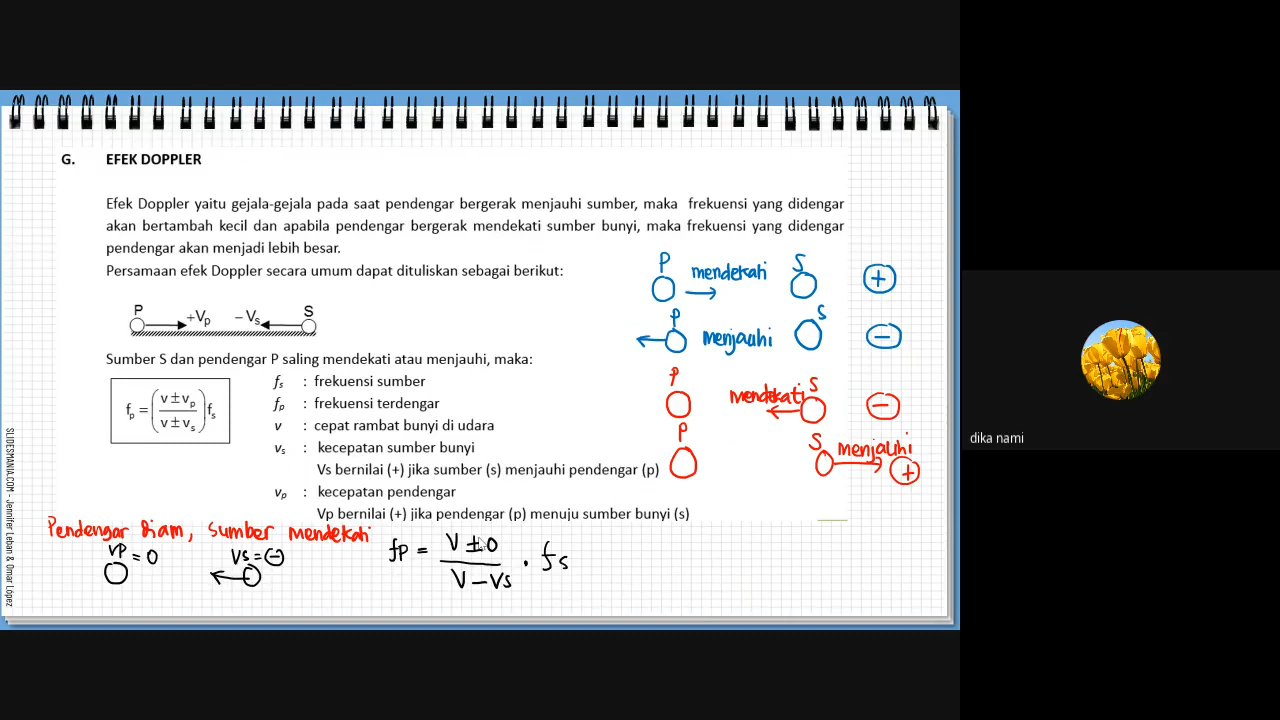 G. EFEK DOPPLER
Efek Doppler yaitu gejala-gejala pada saat pendengar bergerak menjauhi sumber, maka frekuensi yang didengar
akan bertambah kecil dan apabila pendengar bergerak mendekati sumber bunyi, maka frekuensi yang didengar
pendengar akan menjadi lebih besar.
Persamaan efek Doppler secara umum dapat dituliskan sebagai berikut:
P +Vp − Vs S
Sumber S dan pendengar P saling mendekati atau menjauhi, maka:
fp = (v ± vp / v ± vs) fs
fs : frekuensi sumber
fp : frekuensi terdengar
v : cepat rambat bunyi di udara
vs : kecepatan sumber bunyi
Vs bernilai (+) jika sumber (s) menjauhi pendengar (p)
vp : kecepatan pendengar
Vp bernilai (+) jika pendengar (p) menuju sumber bunyi (s)
P mendekati S +
P menjauhi S −
P mendekati S −
P S menjauhi +
Pendengar diam, sumber mendekati
vp = 0 vs = −
fp = V ± 0 / V − Vs . fs
SLIDESMANIA.COM - Jennifer Leban & Omar López
dika nami